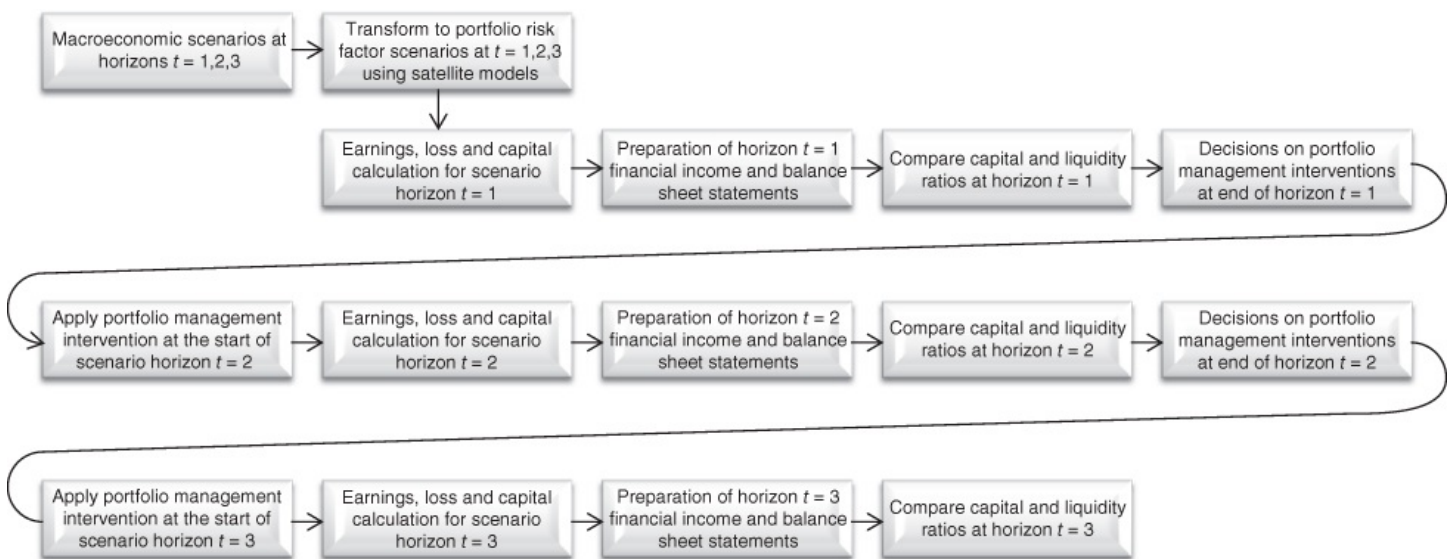 Macroeconomic scenarios at
horizons t = 1,2,3
Transform to portfolio risk
factor scenarios at t = 1,2,3
using satellite models
Earnings, loss and capital
calculation for scenario
horizon t = 1
Preparation of horizon t = 1
financial income and balance
sheet statements
Compare capital and liquidity
ratios at horizon t = 1
Decisions on portfolio
management interventions
at end of horizon t = 1
Apply portfolio management
intervention at the start of
scenario horizon t = 2
Earnings, loss and capital
calculation for scenario
horizon t = 2
Preparation of horizon t = 2
financial income and balance
sheet statements
Compare capital and liquidity
ratios at horizon t = 2
Decisions on portfolio
management interventions
at end of horizon t = 2
Apply portfolio management
intervention at the start of
scenario horizon t = 3
Earnings, loss and capital
calculation for scenario
horizon t = 3
Preparation of horizon t = 3
financial income and balance
sheet statements
Compare capital and liquidity
ratios at horizon t = 3